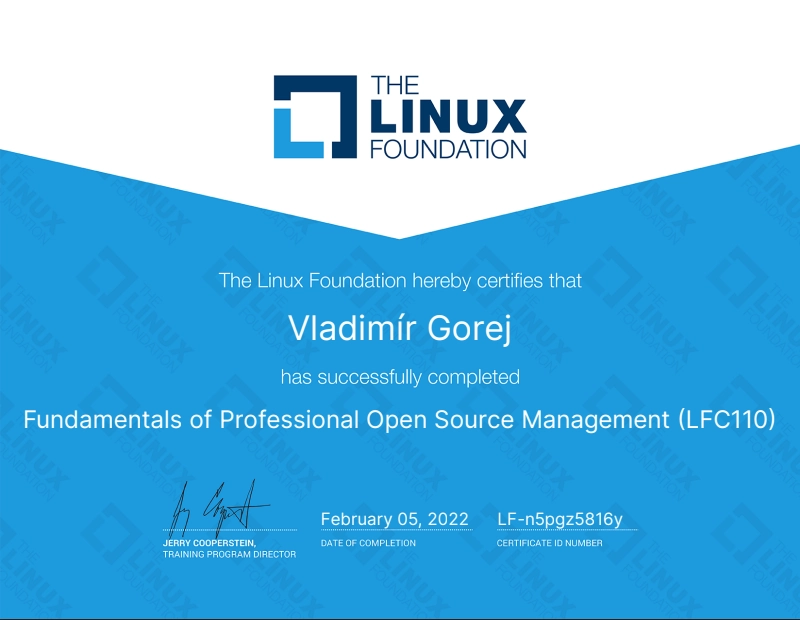 THE
LINUX
FOUNDATION
The Linux Foundation hereby certifies that
Vladimír Gorej
has successfully completed
Fundamentals of Professional Open Source Management (LFC110)
February 05, 2022
LF-n5pgz5816y
JERRY COOPERSTEIN,
TRAINING PROGRAM DIRECTOR
DATE OF COMPLETION
CERTIFICATE ID NUMBER